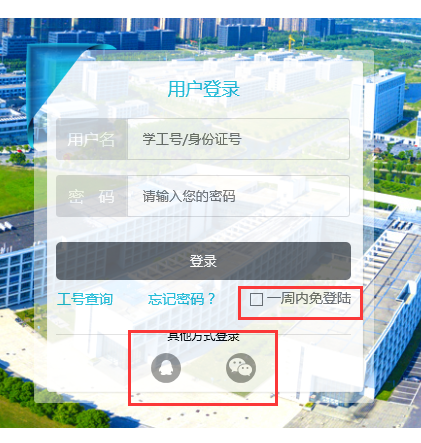 用户登录
用户名 学工号/身份证号
密 码 请输入您的密码
登录
工号查询 忘记密码？ 一周内免登陆
其他方式登录